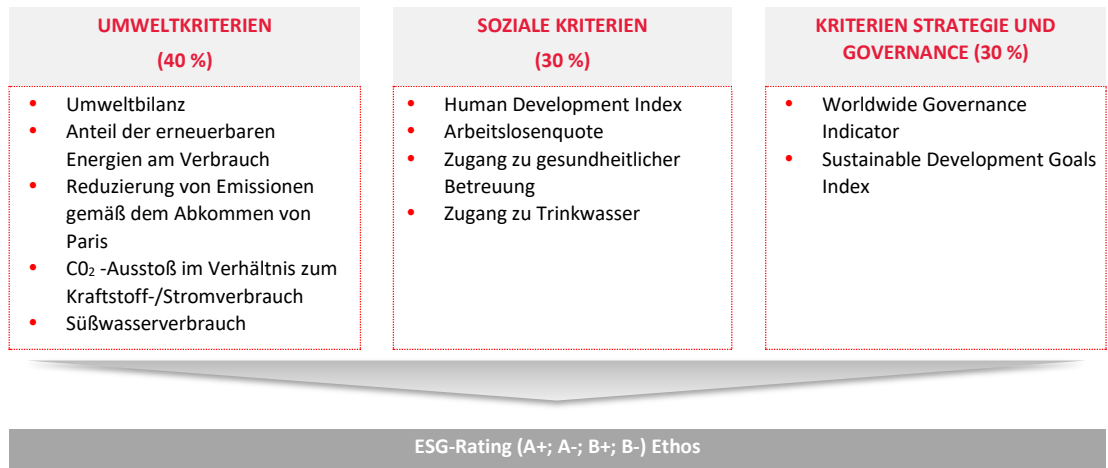 UMWELTKRITERIEN
(40 %)
• Umweltbilanz
• Anteil der erneuerbaren
Energien am Verbrauch
• Reduzierung von Emissionen
gemäß dem Abkommen von
Paris
• C0₂ -Ausstoß im Verhältnis zum
Kraftstoff-/Stromverbrauch
• Süßwasserverbrauch
SOZIALE KRITERIEN
(30 %)
• Human Development Index
• Arbeitslosenquote
• Zugang zu gesundheitlicher
Betreuung
• Zugang zu Trinkwasser
KRITERIEN STRATEGIE UND
GOVERNANCE (30 %)
• Worldwide Governance
Indicator
• Sustainable Development Goals
Index
ESG-Rating (A+; A-; B+; B-) Ethos